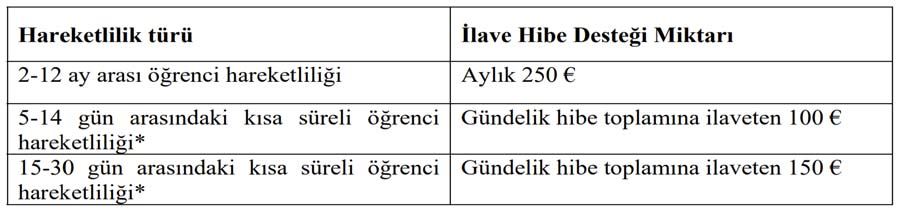 Hareketlilik türü
İlave Hibe Desteği Miktarı
2-12 ay arası öğrenci hareketliliği
Aylık 250 €
5-14 gün arasındaki kısa süreli öğrenci
hareketliliği*
Gündelik hibe toplamına ilaveten 100 €
15-30 gün arasındaki kısa süreli öğrenci
hareketliliği*
Gündelik hibe toplamına ilaveten 150 €